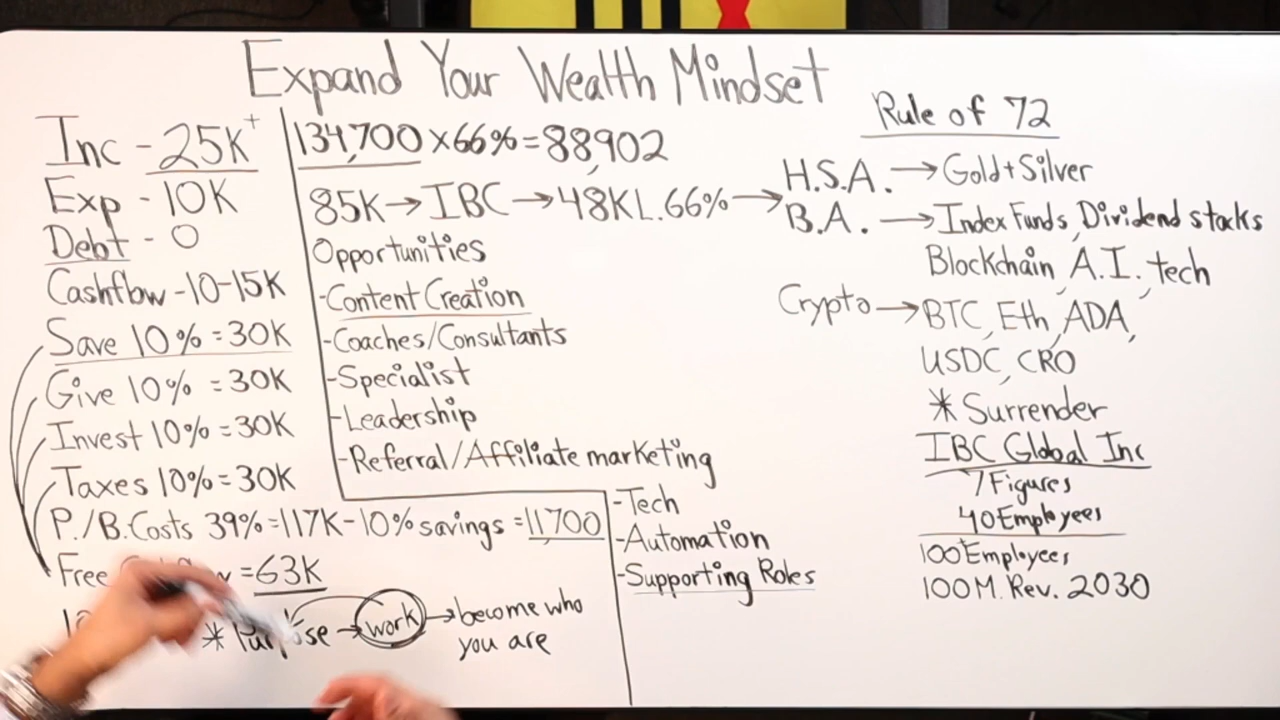 Expand Your Wealth Mindset
Inc - 25K+
Exp - 10K
Debt - 0
Cashflow - 10-15K
Save 10% = 30K
Give 10% = 30K
Invest 10% = 30K
Taxes 10% = 30K
P./B. Costs 39% = 117K - 10% savings = 11,700
Free = 63K
* Purpose → work → become who
you are
134,700 x 66% = 88,902
85K → IBC → 48K L. 66% →
Opportunities
- Content Creation
- Coaches/Consultants
- Specialist
- Leadership
- Referral/Affiliate marketing
- Tech
- Automation
- Supporting Roles
Rule of 72
H.S.A. → Gold + Silver
B.A. → Index Funds, Dividend stocks
Blockchain, A.I., tech
Crypto → BTC, Eth, ADA,
USDC, CRO
* Surrender
IBC Global Inc
7 Figures
40 Employees
100+ Employees
100M. Rev. 2030